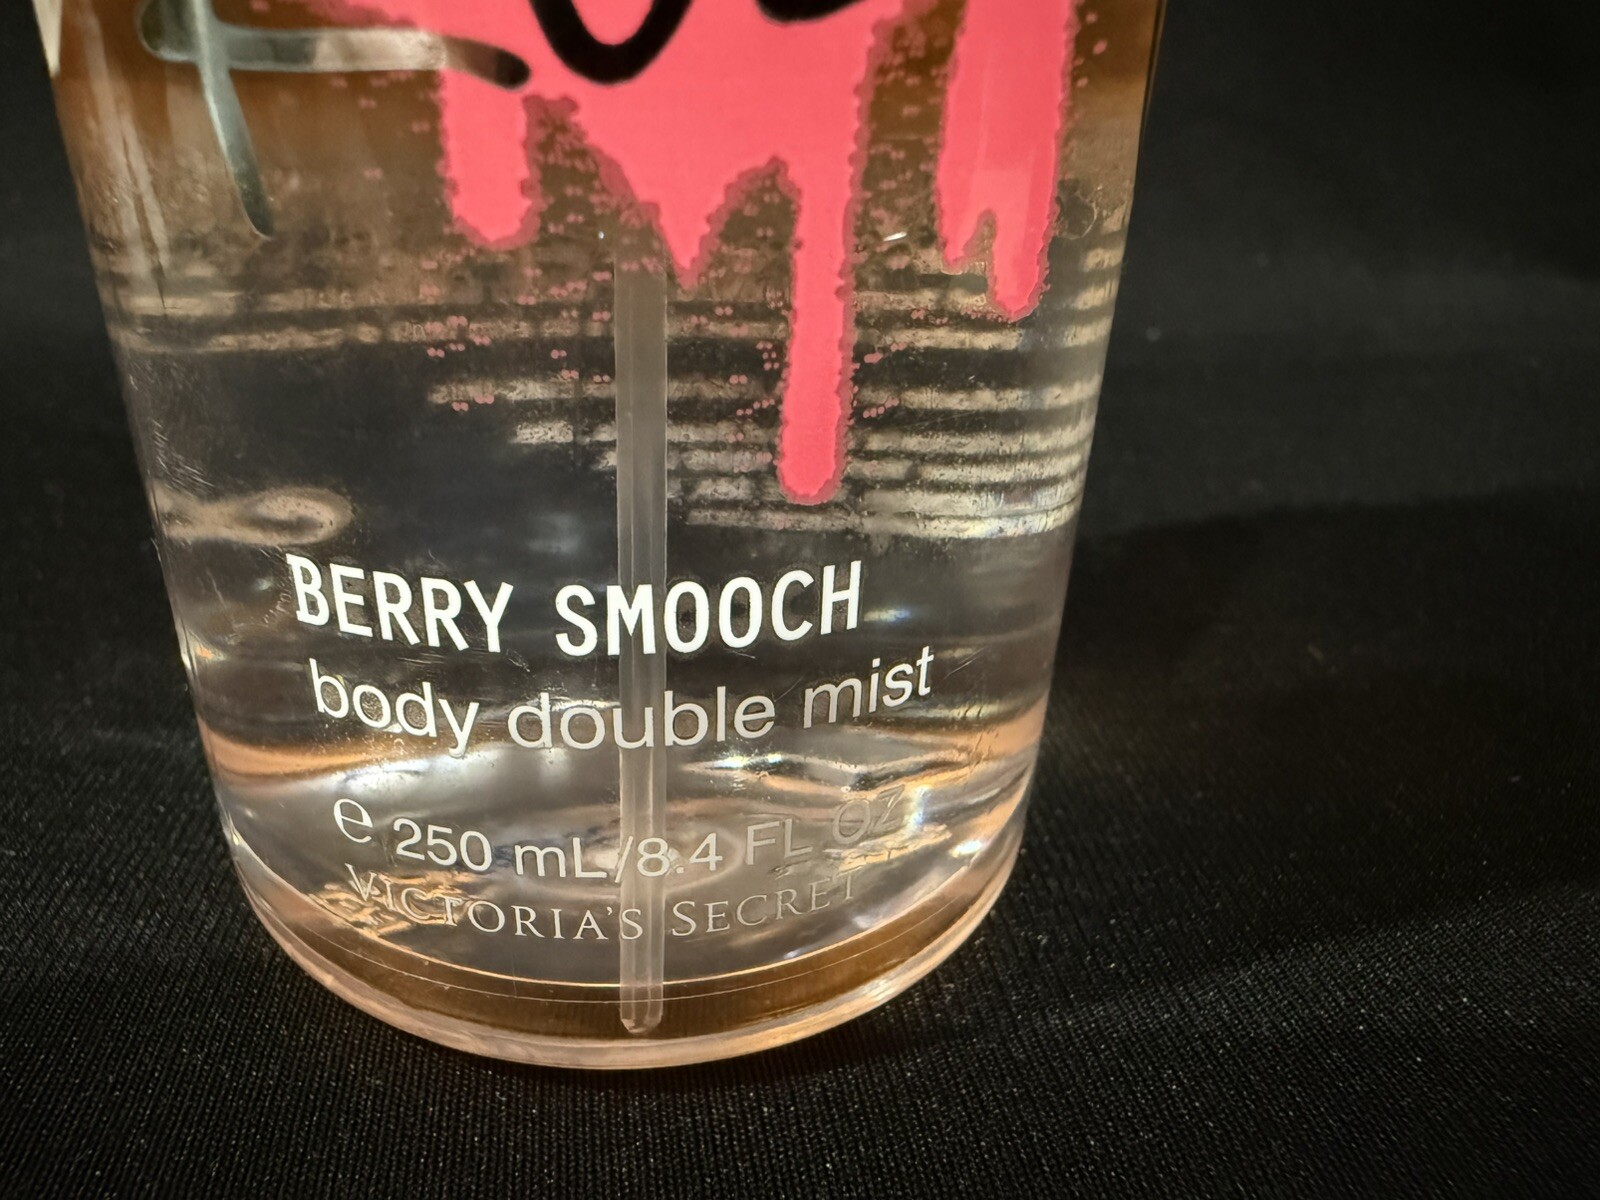 BERRY SMOOCH
body double mist
e 250 mL/8.4 FL OZ
VICTORIA'S SECRET